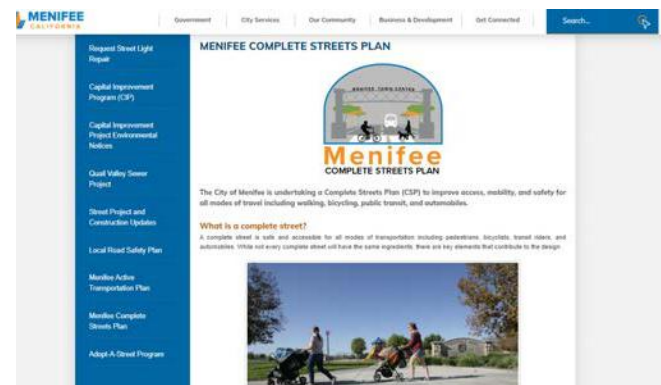 MENIFEE
CALIFORNIA
Government City Services Our Community Business & Development Get Connected Search...
Request Street Light
Repair
Capital Improvement
Program (CIP)
Capital Improvement
Project Environmental
Notices
Quail Valley Sewer
Project
Street Project and
Construction Updates
Local Road Safety Plan
Menifee Active
Transportation Plan
Menifee Complete
Streets Plan
Adopt-A-Street Program
MENIFEE COMPLETE STREETS PLAN
MENIFEE TOWN CENTER
Menifee
COMPLETE STREETS PLAN
The City of Menifee is undertaking a Complete Streets Plan (CSP) to improve access, mobility, and safety for
all modes of travel including walking, bicycling, public transit, and automobiles.
What is a complete street?
A complete street is safe and accessible for all modes of transportation including pedestrians, bicyclists, transit riders, and
automobiles. While not every complete street will have the same ingredients, there are key elements that contribute to the design